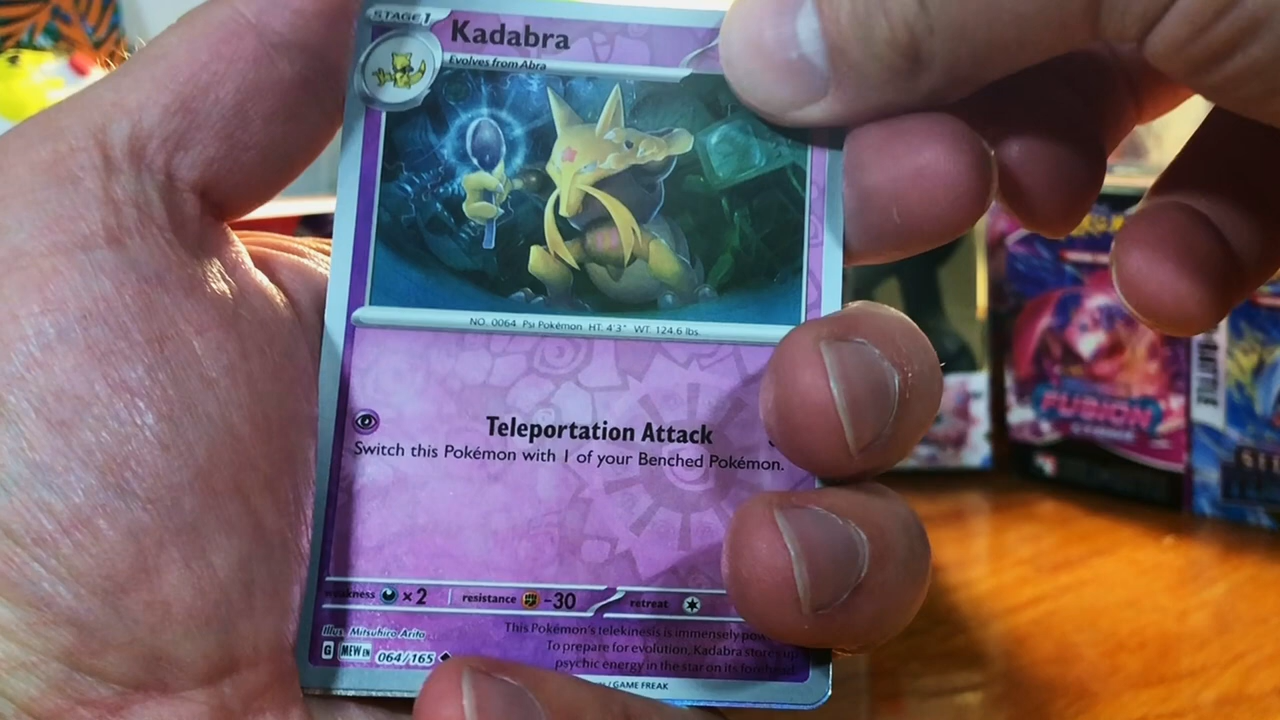 STAGE 1
Kadabra
Evolves from Abra
NO. 0064 Psi Pokémon HT: 4'3" WT: 124.6 lbs.
Teleportation Attack
Switch this Pokémon with 1 of your Benched Pokémon.
weakness ×2 resistance -30 retreat
Illus. Mitsuhiro Arita
This Pokémon's telekinesis is immensely
To prepare for evolution, Kadabra stores up
psychic energy in the star on its forehead.
G MEW EN 064/165
/ GAME FREAK
FUSION